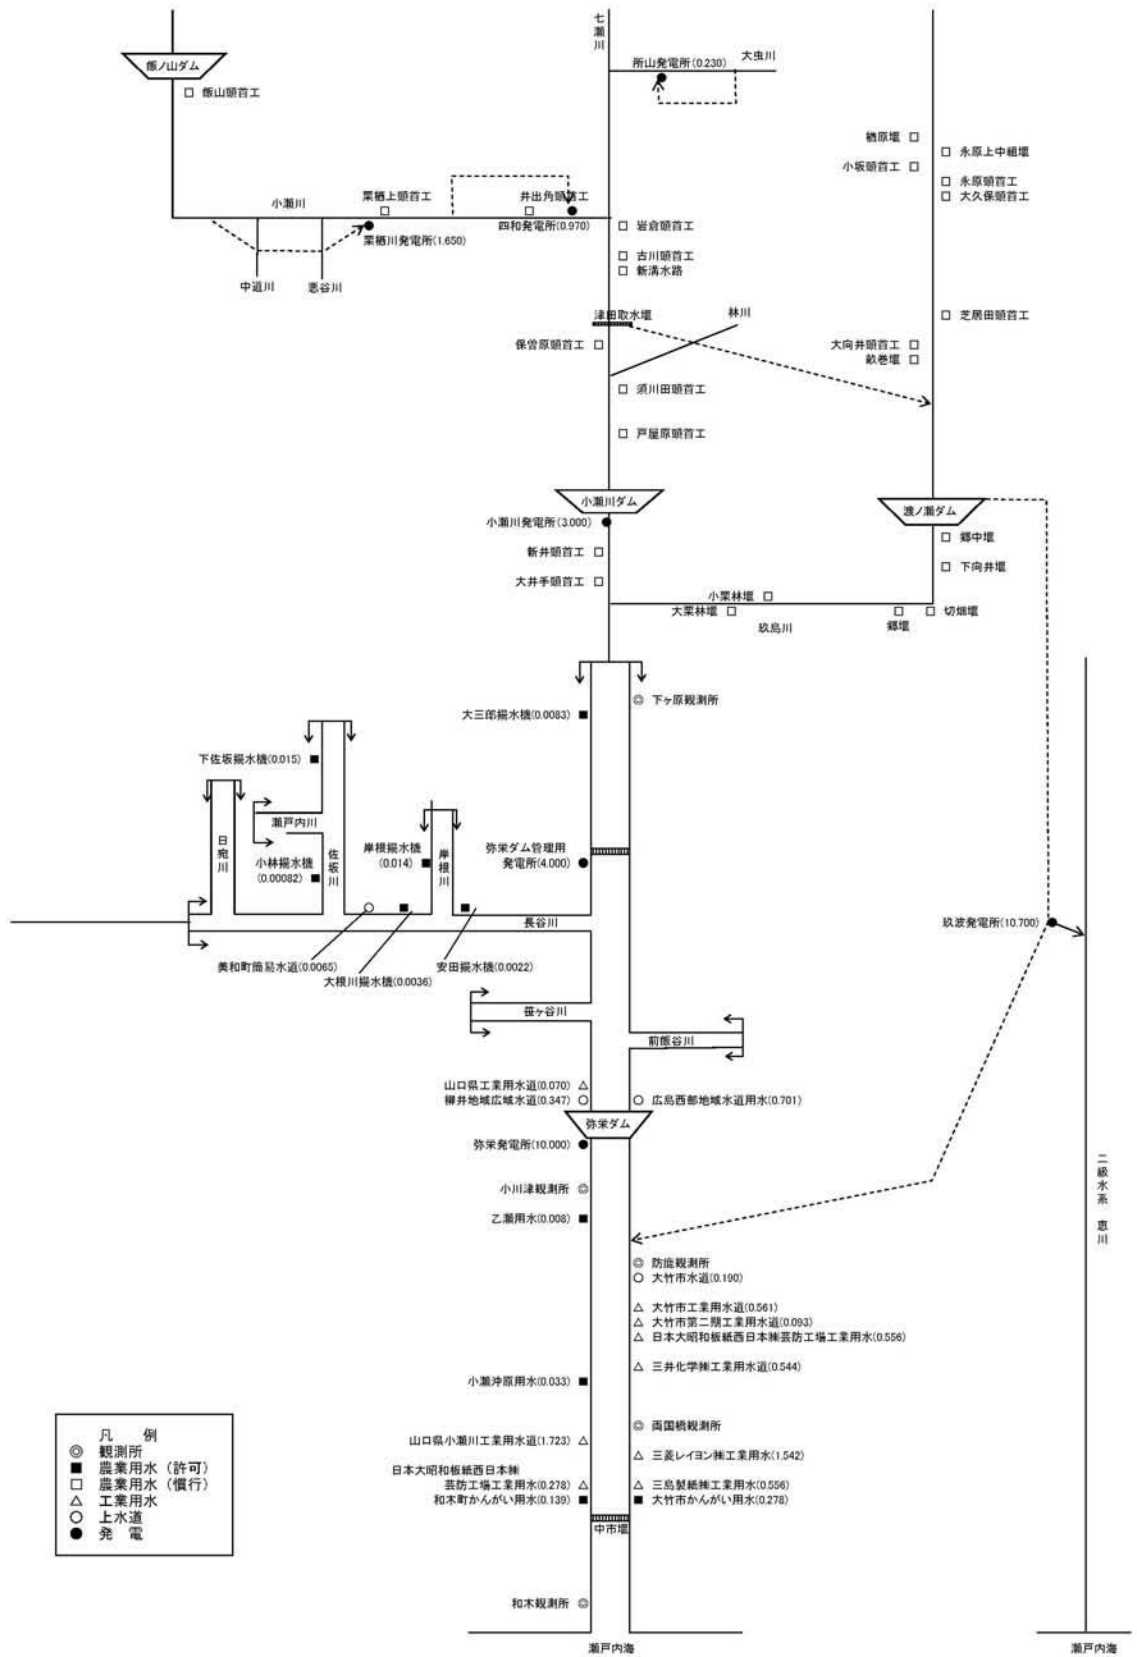 七瀬川
飯ノ山ダム
飯山頭首工
所山発電所(0.230)
大虫川
楢原堰
永原上中組堰
小坂頭首工
永原頭首工
大久保頭首工
小瀬川
栗栖上頭首工
井出角頭首工
四和発電所(0.970)
栗栖川発電所(1.650)
中道川
悪谷川
岩倉頭首工
古川頭首工
新溝水路
津田取水堰
林川
芝居田頭首工
保曽原頭首工
大向井頭首工
畝巻堰
須川田頭首工
戸屋原頭首工
小瀬川ダム
渡ノ瀬ダム
小瀬川発電所(3.000)
郷中堰
新井頭首工
下向井堰
大井手頭首工
小栗林堰
大栗林堰
郷堰
切畑堰
玖島川
下ヶ原観測所
大三郎揚水機(0.0083)
下佐坂揚水機(0.015)
瀬戸内川
日宛川
佐坂川
小林揚水機
(0.00082)
岸根揚水機
(0.014)
岸根川
弥栄ダム管理用
発電所(4.000)
長谷川
玖波発電所(10.700)
美和町簡易水道(0.0065)
大根川揚水機(0.0036)
安田揚水機(0.0022)
笹ヶ谷川
前飯谷川
山口県工業用水道(0.070)
柳井地域広域水道(0.347)
広島西部地域水道用水(0.701)
弥栄ダム
弥栄発電所(10.000)
小川津観測所
乙瀬用水(0.008)
二級水系 恵川
防鹿観測所
大竹市水道(0.190)
大竹市工業用水道(0.561)
大竹市第二期工業用水道(0.093)
日本大昭和板紙西日本㈱芸防工場工業用水(0.556)
三井化学㈱工業用水道(0.544)
小瀬沖原用水(0.033)
両国橋観測所
山口県小瀬川工業用水道(1.723)
三菱レイヨン㈱工業用水(1.542)
日本大昭和板紙西日本㈱
芸防工場工業用水(0.278)
三島製紙㈱工業用水(0.556)
和木町かんがい用水(0.139)
大竹市かんがい用水(0.278)
中市堰
和木観測所
瀬戸内海
瀬戸内海
凡 例
◎ 観測所
■ 農業用水（許可）
□ 農業用水（慣行）
△ 工業用水
○ 上水道
● 発 電